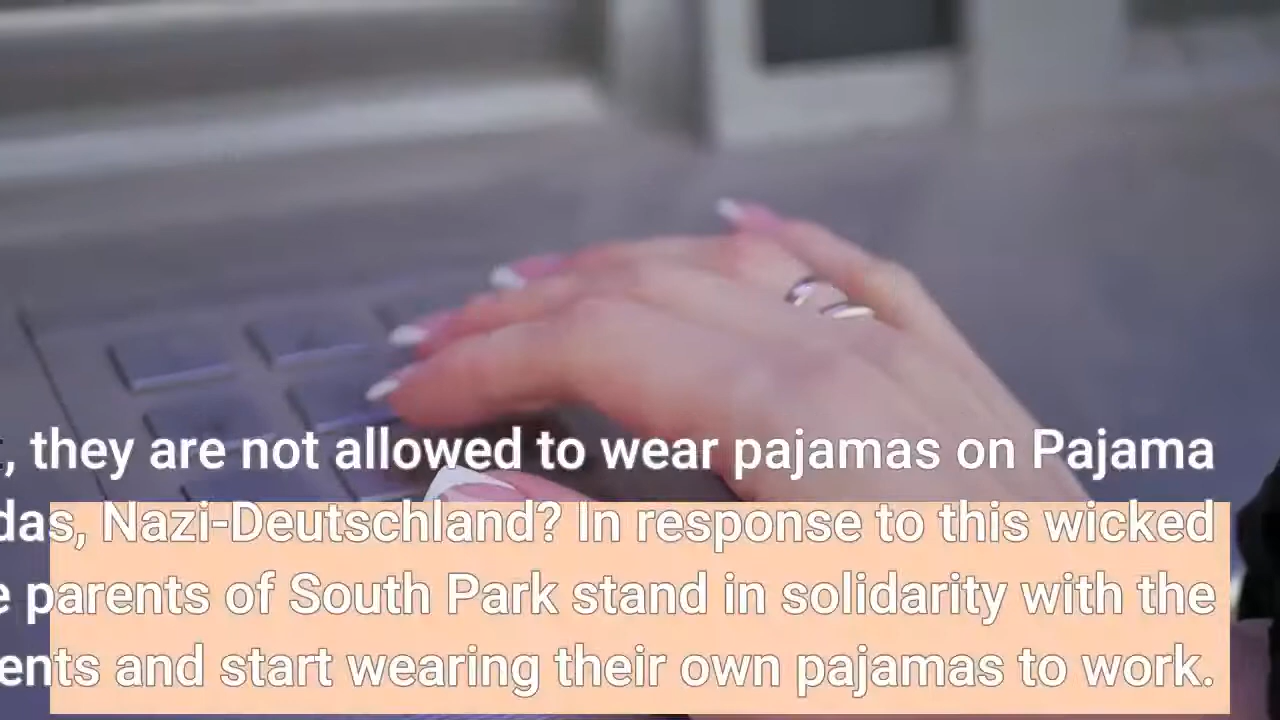 , they are not allowed to wear pajamas on Pajama
das, Nazi-Deutschland? In response to this wicked
parents of South Park stand in solidarity with the
and start wearing their own pajamas to work.